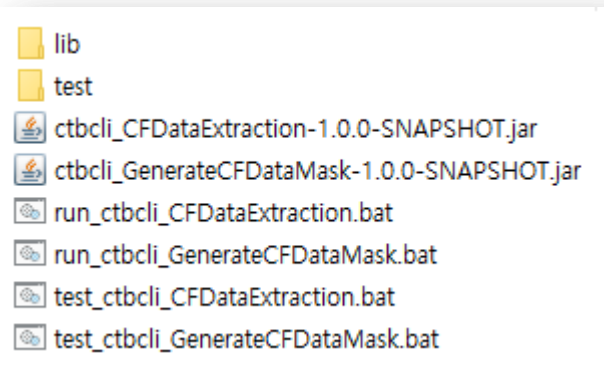 lib
test
ctbcli_CFDataExtraction-1.0.0-SNAPSHOT.jar
ctbcli_GenerateCFDataMask-1.0.0-SNAPSHOT.jar
run_ctbcli_CFDataExtraction.bat
run_ctbcli_GenerateCFDataMask.bat
test_ctbcli_CFDataExtraction.bat
test_ctbcli_GenerateCFDataMask.bat